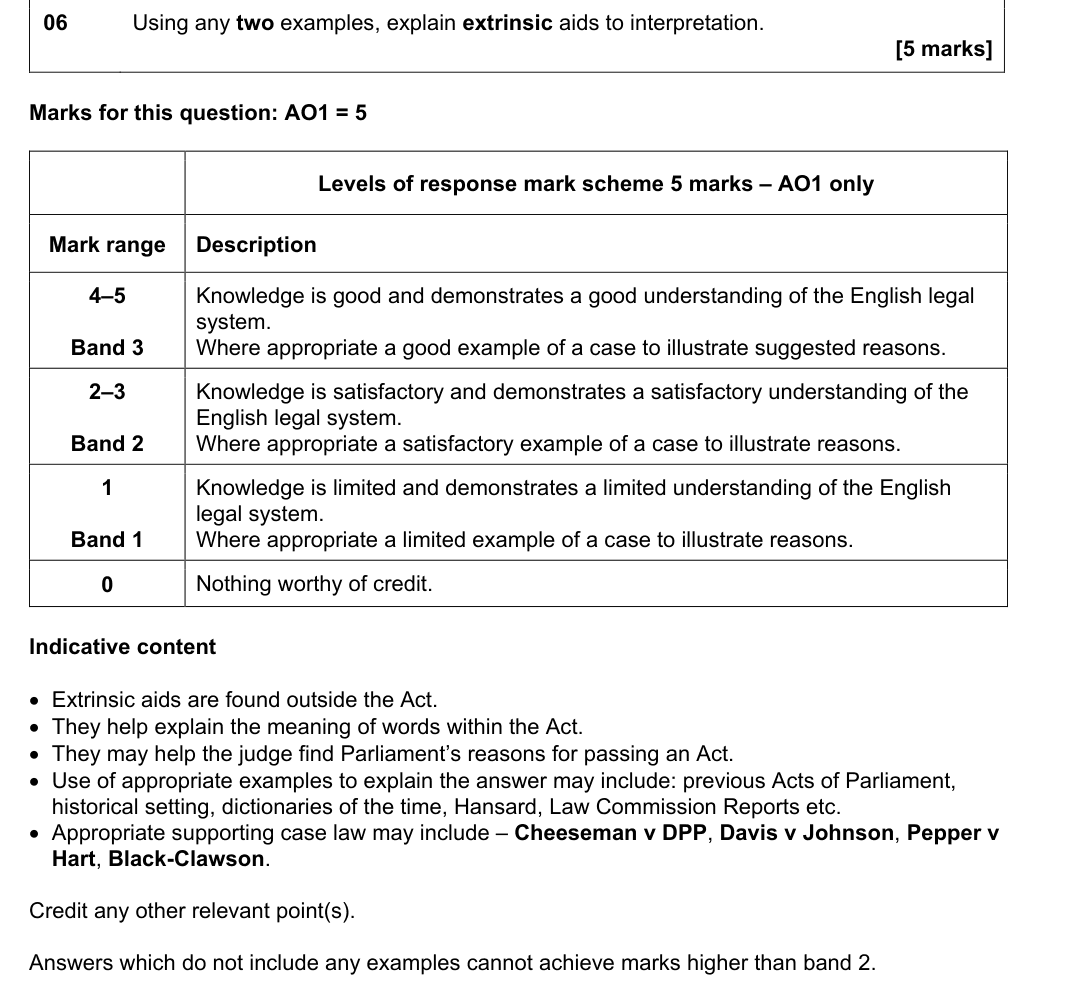 06 Using any two examples, explain extrinsic aids to interpretation.
[5 marks]
Marks for this question: AO1 = 5
Levels of response mark scheme 5 marks – AO1 only
Mark range Description
4–5 Knowledge is good and demonstrates a good understanding of the English legal
system.
Band 3 Where appropriate a good example of a case to illustrate suggested reasons.
2–3 Knowledge is satisfactory and demonstrates a satisfactory understanding of the
English legal system.
Band 2 Where appropriate a satisfactory example of a case to illustrate reasons.
1 Knowledge is limited and demonstrates a limited understanding of the English
legal system.
Band 1 Where appropriate a limited example of a case to illustrate reasons.
0 Nothing worthy of credit.
Indicative content
• Extrinsic aids are found outside the Act.
• They help explain the meaning of words within the Act.
• They may help the judge find Parliament’s reasons for passing an Act.
• Use of appropriate examples to explain the answer may include: previous Acts of Parliament,
historical setting, dictionaries of the time, Hansard, Law Commission Reports etc.
• Appropriate supporting case law may include – Cheeseman v DPP, Davis v Johnson, Pepper v
Hart, Black-Clawson.
Credit any other relevant point(s).
Answers which do not include any examples cannot achieve marks higher than band 2.